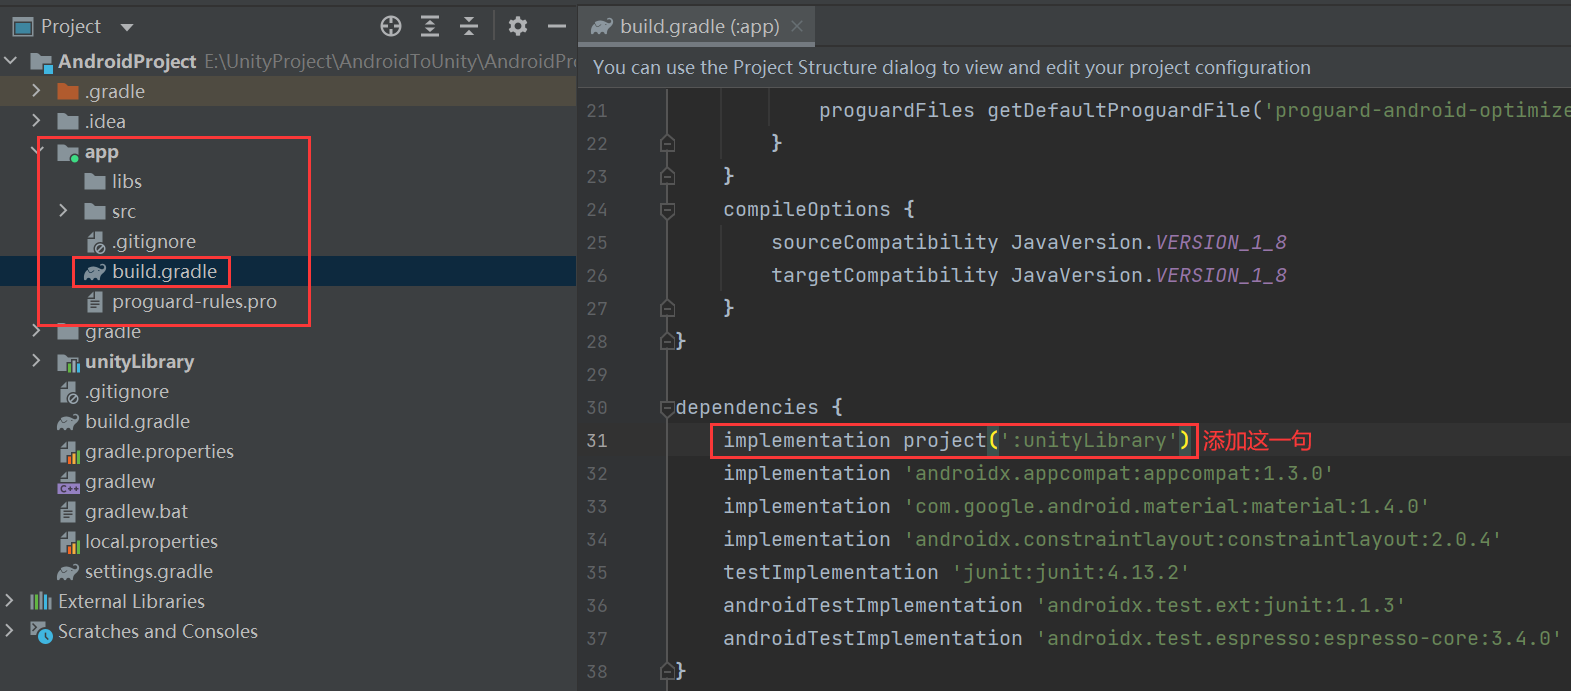 Project
AndroidProject E:\UnityProject\AndroidToUnity\AndroidPr
.gradle
.idea
app
libs
src
.gitignore
build.gradle
proguard-rules.pro
gradle
unityLibrary
.gitignore
build.gradle
gradle.properties
gradlew
gradlew.bat
local.properties
settings.gradle
External Libraries
Scratches and Consoles
build.gradle (:app)
You can use the Project Structure dialog to view and edit your project configuration
21 proguardFiles getDefaultProguardFile('proguard-android-optimize
22 }
23 }
24 compileOptions {
25 sourceCompatibility JavaVersion.VERSION_1_8
26 targetCompatibility JavaVersion.VERSION_1_8
27 }
28 }
29
30 dependencies {
31 implementation project(':unityLibrary') 添加这一句
32 implementation 'androidx.appcompat:appcompat:1.3.0'
33 implementation 'com.google.android.material:material:1.4.0'
34 implementation 'androidx.constraintlayout:constraintlayout:2.0.4'
35 testImplementation 'junit:junit:4.13.2'
36 androidTestImplementation 'androidx.test.ext:junit:1.1.3'
37 androidTestImplementation 'androidx.test.espresso:espresso-core:3.4.0'
38 }